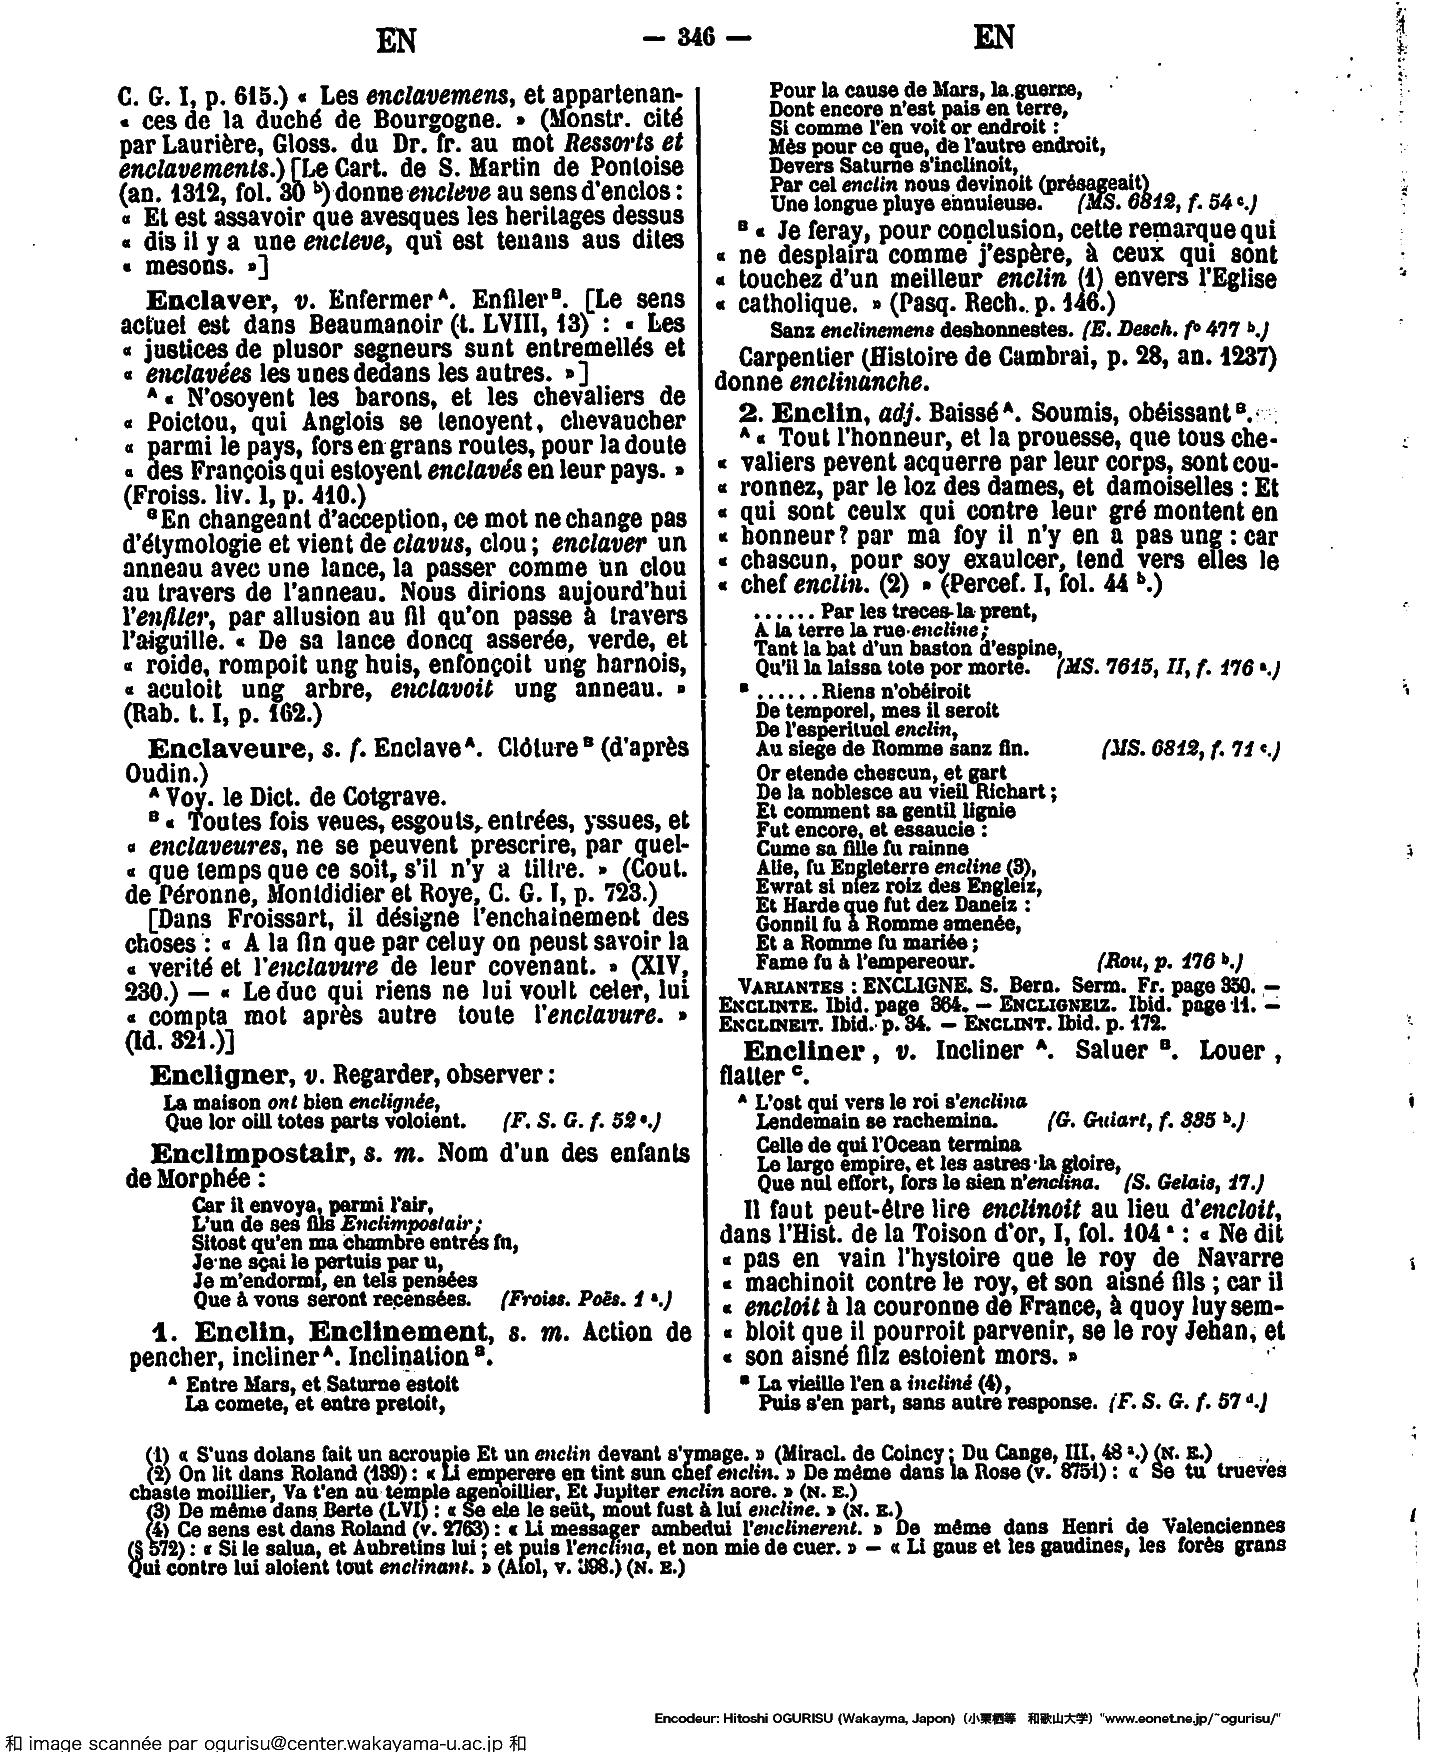 EN
— 346 —
EN
C. G. I, p. 615.) « Les enclavemens, et appartenan-
« ces de la duché de Bourgogne. » (Monstr. cité
par Laurière, Gloss. du Dr. fr. au mot Ressorts et
enclavements.) [Le Cart. de S. Martin de Pontoise
(an. 1312, fol. 30 b) donne encleve au sens d'enclos :
« Et est assavoir que avesques les heritages dessus
« dis il y a une encleve, qui est tenans aus dites
« mesons. »]
Enclaver, v. Enfermer A. Enfiler B. [Le sens
actuel est dans Beaumanoir (t. LVIII, 13) : « Les
« justices de plusor segneurs sunt entremellés et
« enclavées les unes dedans les autres. »]
A « N'osoyent les barons, et les chevaliers de
« Poictou, qui Anglois se tenoyent, chevaucher
« parmi le pays, fors en grans routes, pour la doute
« des François qui estoyent enclavés en leur pays. »
(Froiss. liv. I, p. 410.)
B En changeant d'acception, ce mot ne change pas
d'étymologie et vient de clavus, clou ; enclaver un
anneau avec une lance, la passer comme un clou
au travers de l'anneau. Nous dirions aujourd'hui
l'enfiler, par allusion au fil qu'on passe à travers
l'aiguille. « De sa lance doncq asserée, verde, et
« roide, rompoit ung huis, enfonçoit ung harnois,
« aculoit ung arbre, enclavoit ung anneau. »
(Rab. t. I, p. 162.)
Enclaveure, s. f. Enclave A. Clôture B (d'après
Oudin.)
A Voy. le Dict. de Cotgrave.
B « Toutes fois veues, esgouts, entrées, yssues, et
« enclaveures, ne se peuvent prescrire, par quel-
« que temps que ce soit, s'il n'y a tiltre. » (Cout.
de Péronne, Montdidier et Roye, C. G. I, p. 723.)
[Dans Froissart, il désigne l'enchainement des
choses : « A la fin que par celuy on peust savoir la
« verité et l'enclavure de leur covenant. » (XIV,
230.) — « Le duc qui riens ne lui voult celer, lui
« compta mot après autre toute l'enclavure. »
(Id. 321.)]
Encligner, v. Regarder, observer :
La maison ont bien enclignée,
Que lor oill totes parts voloient. (F. S. G. f. 52 a.)
Enclimpostair, s. m. Nom d'un des enfants
de Morphée :
Car il envoya, parmi l'air,
L'un de ses fils Enclimpostair ;
Sitost qu'en ma chambre entrés fn,
Je ne sçai le pertuis par u,
Je m'endormi, en tels pensées
Que à vous seront recensées. (Froiss. Poës. 1 a.)
1. Enclin, Enclinement, s. m. Action de
pencher, incliner A. Inclination B.
A Entre Mars, et Saturne estoit
La comete, et entre pretoit,
Pour la cause de Mars, la guerre,
Dont encore n'est pais en terre,
Si comme l'en voit or endroit :
Mès pour ce que, de l'autre endroit,
Devers Saturne s'inclinoit,
Par cel enclin nous devinoit (présageait)
Une longue pluye ennuieuse. (MS. 6812, f. 54 c.)
B « Je feray, pour conclusion, cette remarque qui
« ne desplaira comme j'espère, à ceux qui sont
« touchez d'un meilleur enclin (1) envers l'Eglise
« catholique. » (Pasq. Rech. p. 146.)
Sanz enclinemens deshonnestes. (E. Desch. fo 477 b.)
Carpentier (Histoire de Cambrai, p. 28, an. 1237)
donne enclinanche.
2. Enclin, adj. Baissé A. Soumis, obéissant B.
A « Tout l'honneur, et la prouesse, que tous che-
« valiers pevent acquerre par leur corps, sont cou-
« ronnez, par le loz des dames, et damoiselles : Et
« qui sont ceulx qui contre leur gré montent en
« honneur ? par ma foy il n'y en a pas ung : car
« chascun, pour soy exaulcer, tend vers elles le
« chef enclin. (2) » (Percef. I, fol. 44 b.)
...... Par les treces la prent,
A la terre la rue encline ;
Tant la bat d'un baston d'espine,
Qu'il la laissa tote por morte. (MS. 7615, II, f. 176 a.)
B ...... Riens n'obéiroit
De temporel, mes il seroit
De l'esperituol enclin,
Au siege de Romme sanz fin. (MS. 6812, f. 71 c.)
Or etende chescun, et gart
De la noblesce au vieil Richart ;
Et comment sa gentil lignie
Fut encore, et essaucie :
Cume sa fille fu rainne
Alie, fu Engleterre encline (3),
Ewrat si niez roiz des Engleiz,
Et Harde que fut dez Daneiz :
Gonnil fu à Romme amenée,
Et a Romme fu mariée ;
Fame fu à l'empereour. (Rou, p. 176 b.)
VARIANTES : ENCLIGNE. S. Bern. Serm. Fr. page 350. —
ENCLINTE. Ibid. page 364. — ENCLIGNEIZ. Ibid. page 11. —
ENCLINEIT. Ibid. p. 34. — ENCLINT. Ibid. p. 172.
Encliner, v. Incliner A. Saluer B. Louer,
flatter C.
A L'ost qui vers le roi s'enclina
Lendemain se rachemina. (G. Guiart, f. 335 b.)
Celle de qui l'Ocean termina
Le largo empire, et les astres la gloire,
Que nul effort, fors le sien n'enclina. (S. Gelais, 17.)
Il faut peut-être lire enclinoit au lieu d'encloit,
dans l'Hist. de la Toison d'or, I, fol. 104 a : « Ne dit
« pas en vain l'hystoire que le roy de Navarre
« machinoit contre le roy, et son aisné fils ; car il
« encloit à la couronne de France, à quoy luy sem-
« bloit que il pourroit parvenir, se le roy Jehan, et
« son aisné filz estoient mors. »
B La vieille l'en a incliné (4),
Puis s'en part, sans autre response. (F. S. G. f. 57 d.)
(1) « S'uns dolans fait un acroupie Et un enclin devant s'ymage. » (Miracl. de Coincy ; Du Cange, III, 48 a.) (N. E.)
(2) On lit dans Roland (139) : « Li emperere en tint sun chef enclin. » De même dans la Rose (v. 8751) : « Se tu trueves
chaste moillier, Va t'en au temple agenoillier, Et Jupiter enclin aore. » (N. E.)
(3) De même dans Berte (LVI) : « Se ele le seüt, mout fust à lui encline. » (N. E.)
(4) Ce sens est dans Roland (v. 2763) : « Li messager ambedui l'enclinerent. » De même dans Henri de Valenciennes
(§ 572) : « Si le salua, et Aubretins lui ; et puis l'enclina, et non mie de cuer. » — « Li gaus et les gaudines, les forès grans
Qui contre lui aloient tout enclinant. » (Aiol, v. 398.) (N. E.)
Encodeur: Hitoshi OGURISU (Wakayma, Japon) (小栗栖等 和歌山大学) "www.eonet.ne.jp/~ogurisu/"
和 image scannée par ogurisu@center.wakayama-u.ac.jp 和